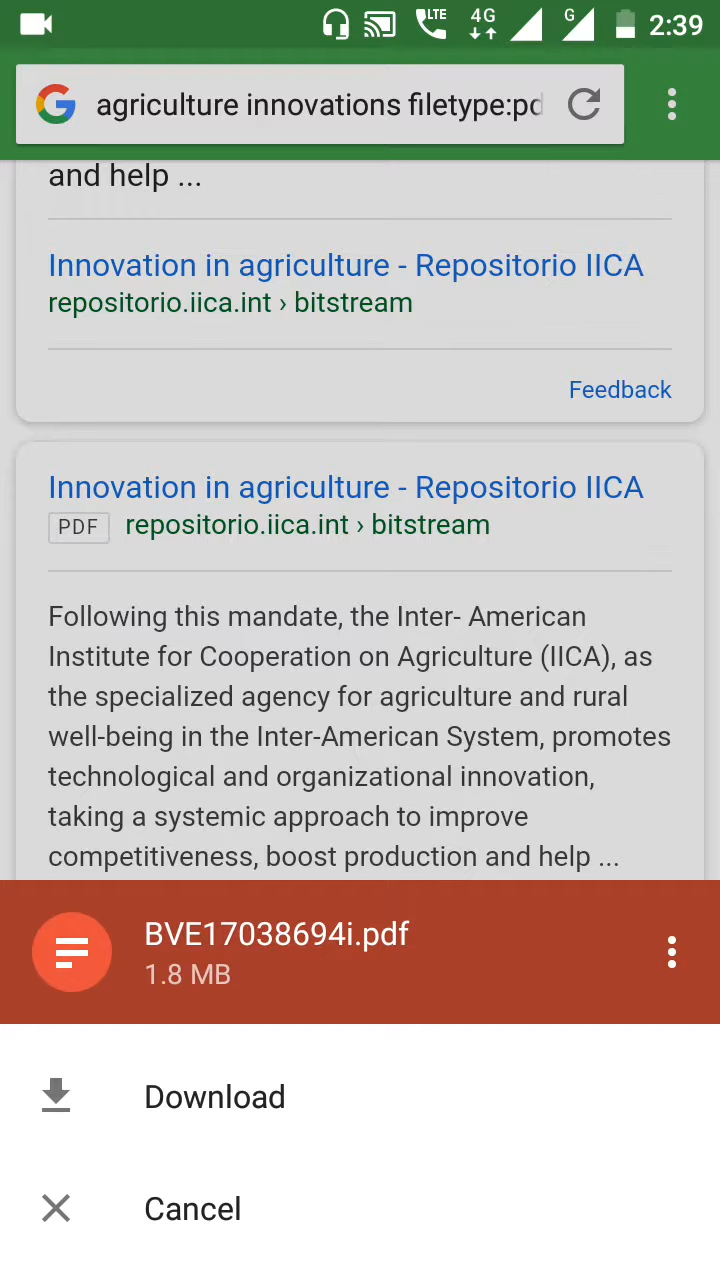 LTE 4G G 2:39
agriculture innovations filetype:pd
and help ...
Innovation in agriculture - Repositorio IICA
repositorio.iica.int › bitstream
Feedback
Innovation in agriculture - Repositorio IICA
PDF repositorio.iica.int › bitstream
Following this mandate, the Inter- American
Institute for Cooperation on Agriculture (IICA), as
the specialized agency for agriculture and rural
well-being in the Inter-American System, promotes
technological and organizational innovation,
taking a systemic approach to improve
competitiveness, boost production and help ...
BVE17038694i.pdf
1.8 MB
Download
Cancel